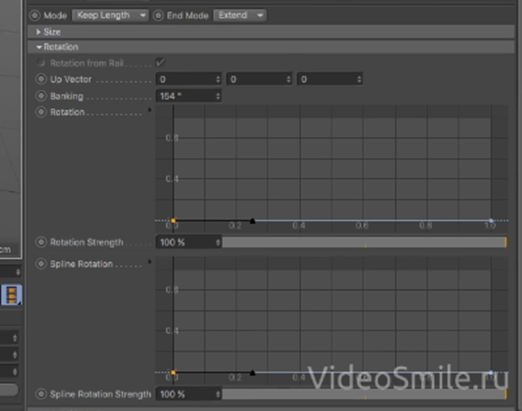 Mode Keep Length End Mode Extend
Size
Rotation
Rotation from Rail
Up Vector 0 0 0
Banking 154 °
Rotation
0.8
0.4
0.0 0.2 0.4 0.6 0.8 1.0
Rotation Strength 100 %
Spline Rotation
0.8
0.4
0.0 0.2 0.4 0.6
VideoSmile.ru
Spline Rotation Strength 100 %
cm